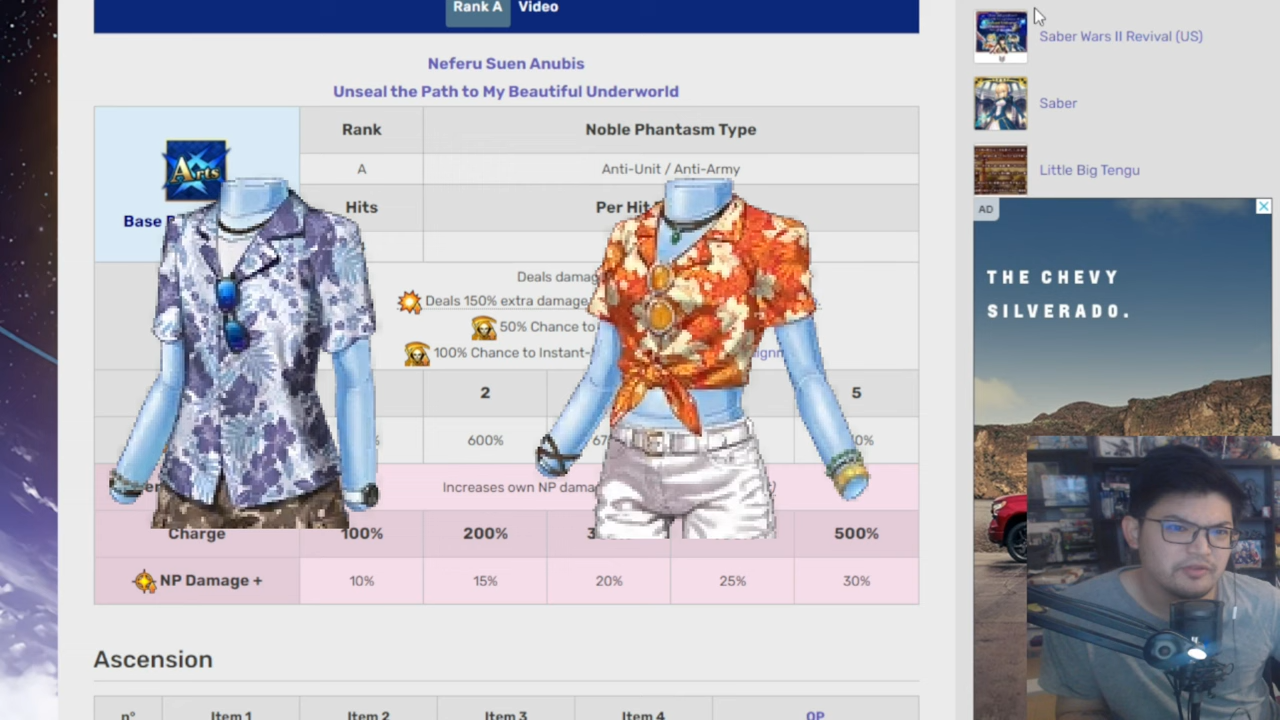 Rank A Video
Saber Wars II Revival (US)
Neferu Suen Anubis
Unseal the Path to My Beautiful Underworld
Saber
Rank
Noble Phantasm Type
Arts
A
Anti-Unit / Anti-Army
Little Big Tengu
Base
Hits
Per Hit
AD
Deals
THE CHEVY
SILVERADO.
Deals 150% extra damage
50% Chance to
100% Chance to Instant-
2
5
600%
Increases own NP
Charge
100%
200%
500%
NP Damage +
10%
15%
20%
25%
30%
Ascension
n°
Item 1
Item 2
Item 3
Item 4
QP